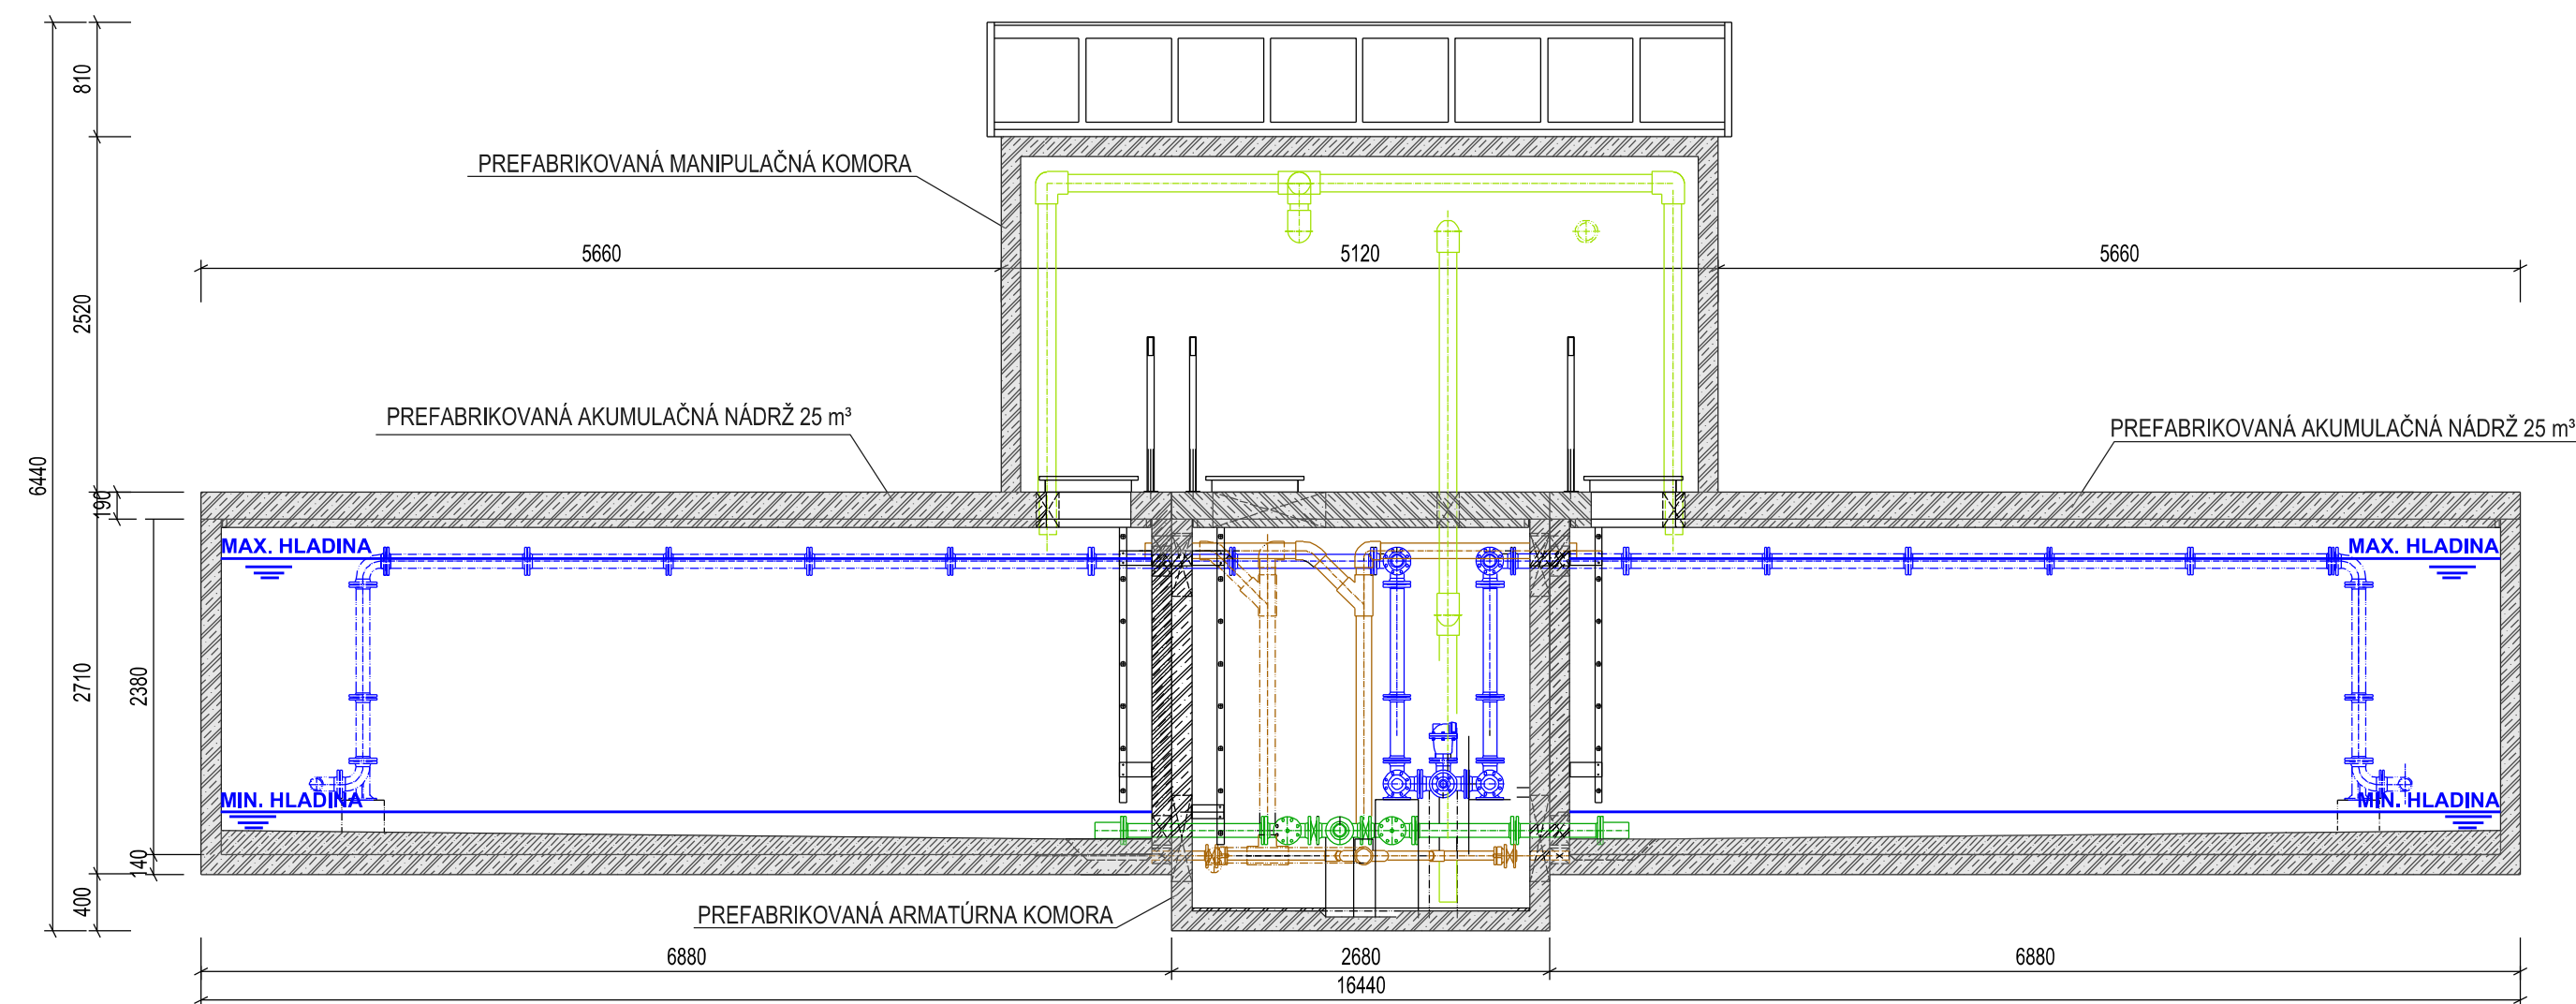 810
PREFABRIKOVANÁ MANIPULAČNÁ KOMORA
5660
5120
5660
2520
PREFABRIKOVANÁ AKUMULAČNÁ NÁDRŽ 25 m³
PREFABRIKOVANÁ AKUMULAČNÁ NÁDRŽ 25 m³
6440
190
MAX. HLADINA
MAX. HLADINA
2710
2380
MIN. HLADINA
MIN. HLADINA
140
400
PREFABRIKOVANÁ ARMATÚRNA KOMORA
6880
2680
6880
16440